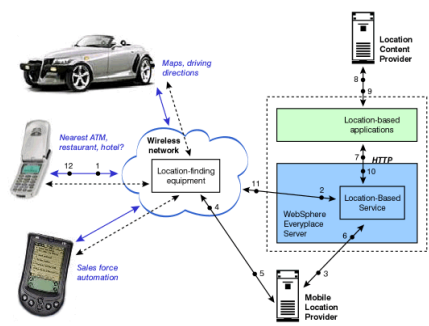 Location
Content
Provider
Maps, driving
directions
8
9
Location-based
applications
Nearest ATM,
restaurant, hotel?
Wireless
network
7
HTTP
12
1
Location-finding
equipment
10
11
2
Location-Based
Service
4
WebSphere
Everyplace
Server
6
Sales force
automation
5
3
Mobile
Location
Provider